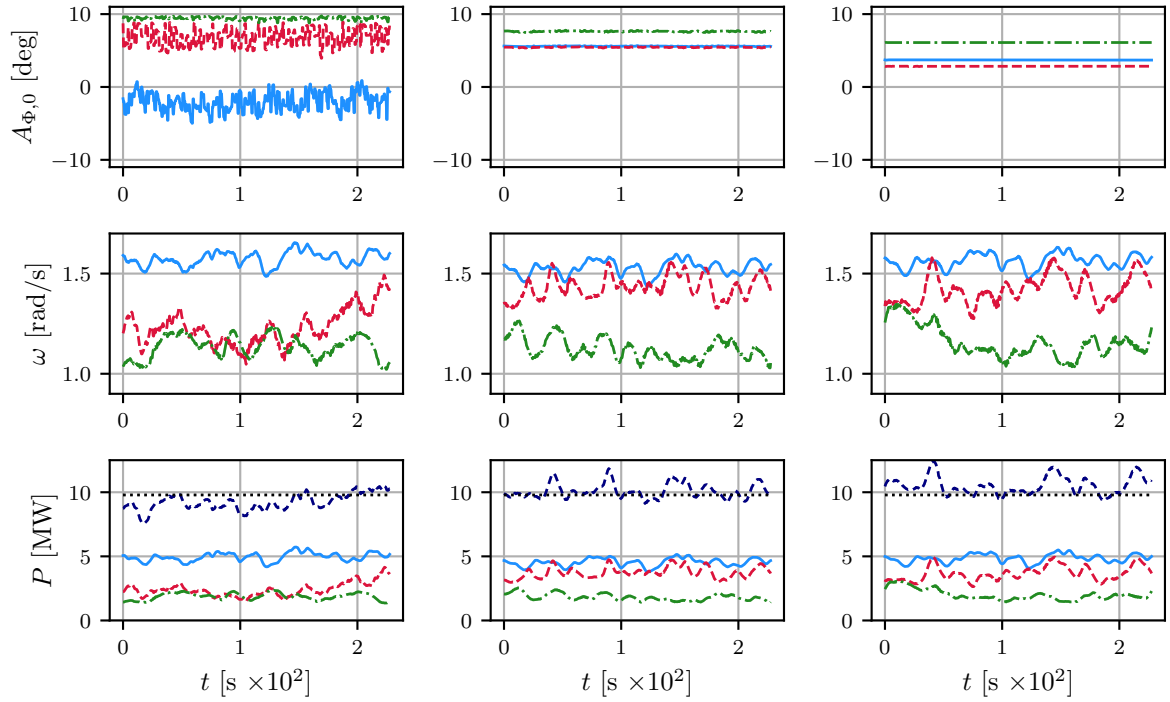 A_{Φ,0} [deg]
10 10 10
0 0 0
−10 −10 −10
0 1 2 0 1 2 0 1 2
ω [rad/s]
1.5 1.5 1.5
1.0 1.0 1.0
0 1 2 0 1 2 0 1 2
P [MW]
10 10 10
5 5 5
0 0 0
0 1 2 0 1 2 0 1 2
t [s ×10²] t [s ×10²] t [s ×10²]